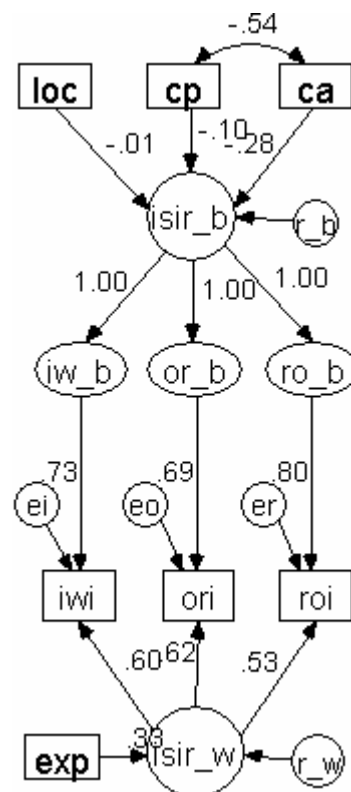 -.54
loc cp ca
-.01 -.10 -.28
isir_b r_b
1.00 1.00 1.00
iw_b or_b ro_b
.73 .69 .80
ei eo er
iwi ori roi
.60 .62 .53
.33
exp isir_w r_w